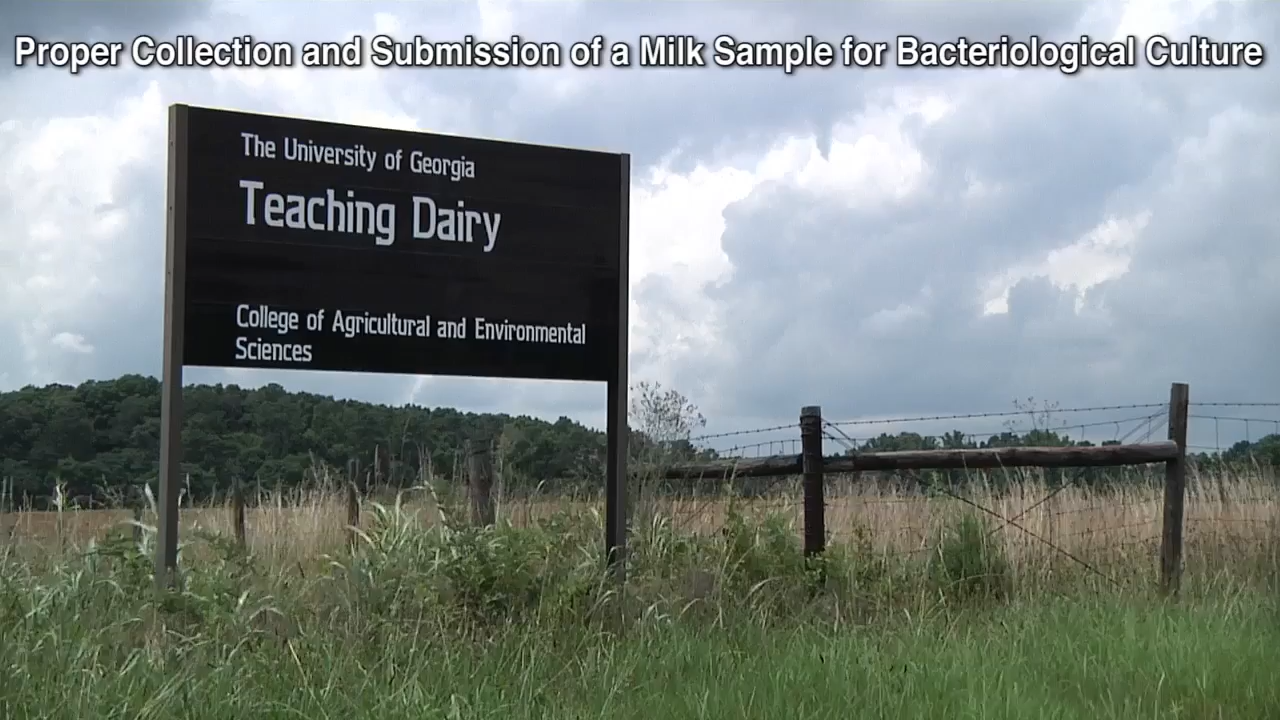 Proper Collection and Submission of a Milk Sample for Bacteriological Culture
The University of Georgia
Teaching Dairy
College of Agricultural and Environmental
Sciences